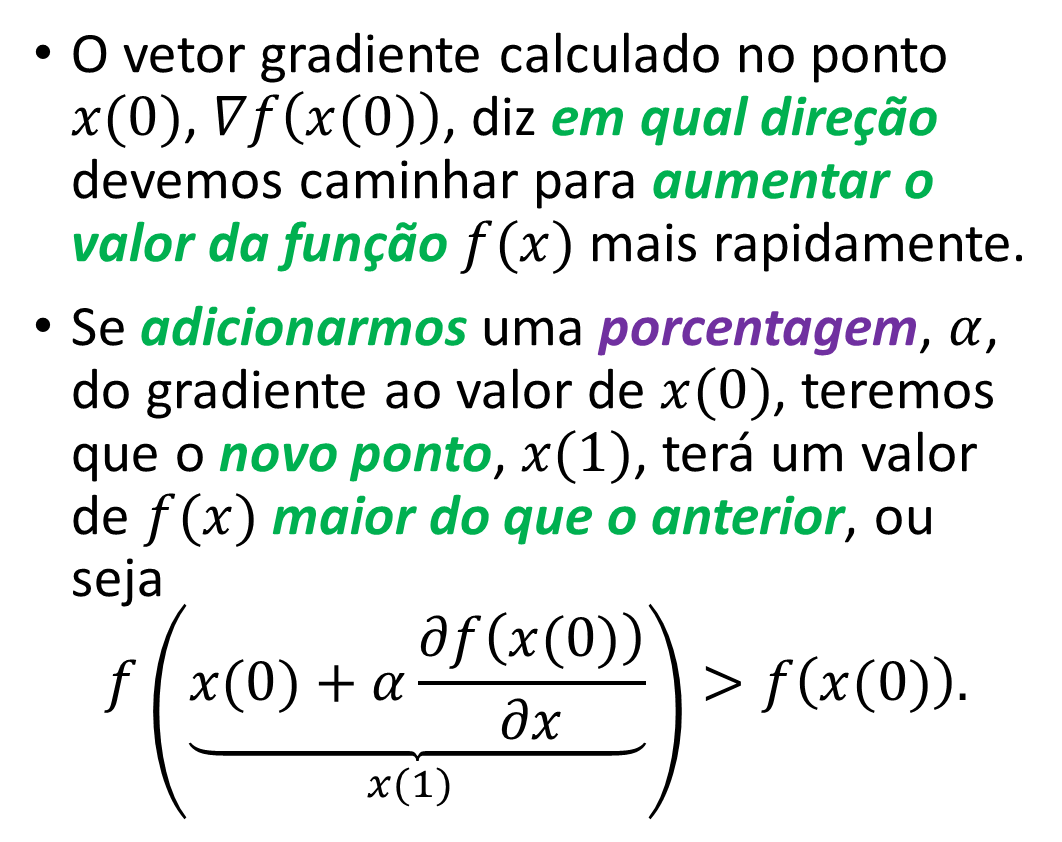 • O vetor gradiente calculado no ponto
x(0), ∇f(x(0)), diz em qual direção
devemos caminhar para aumentar o
valor da função f(x) mais rapidamente.
• Se adicionarmos uma porcentagem, α,
do gradiente ao valor de x(0), teremos
que o novo ponto, x(1), terá um valor
de f(x) maior do que o anterior, ou
seja
f(x(0) + α ∂f(x(0))/∂x) > f(x(0)).
x(1)